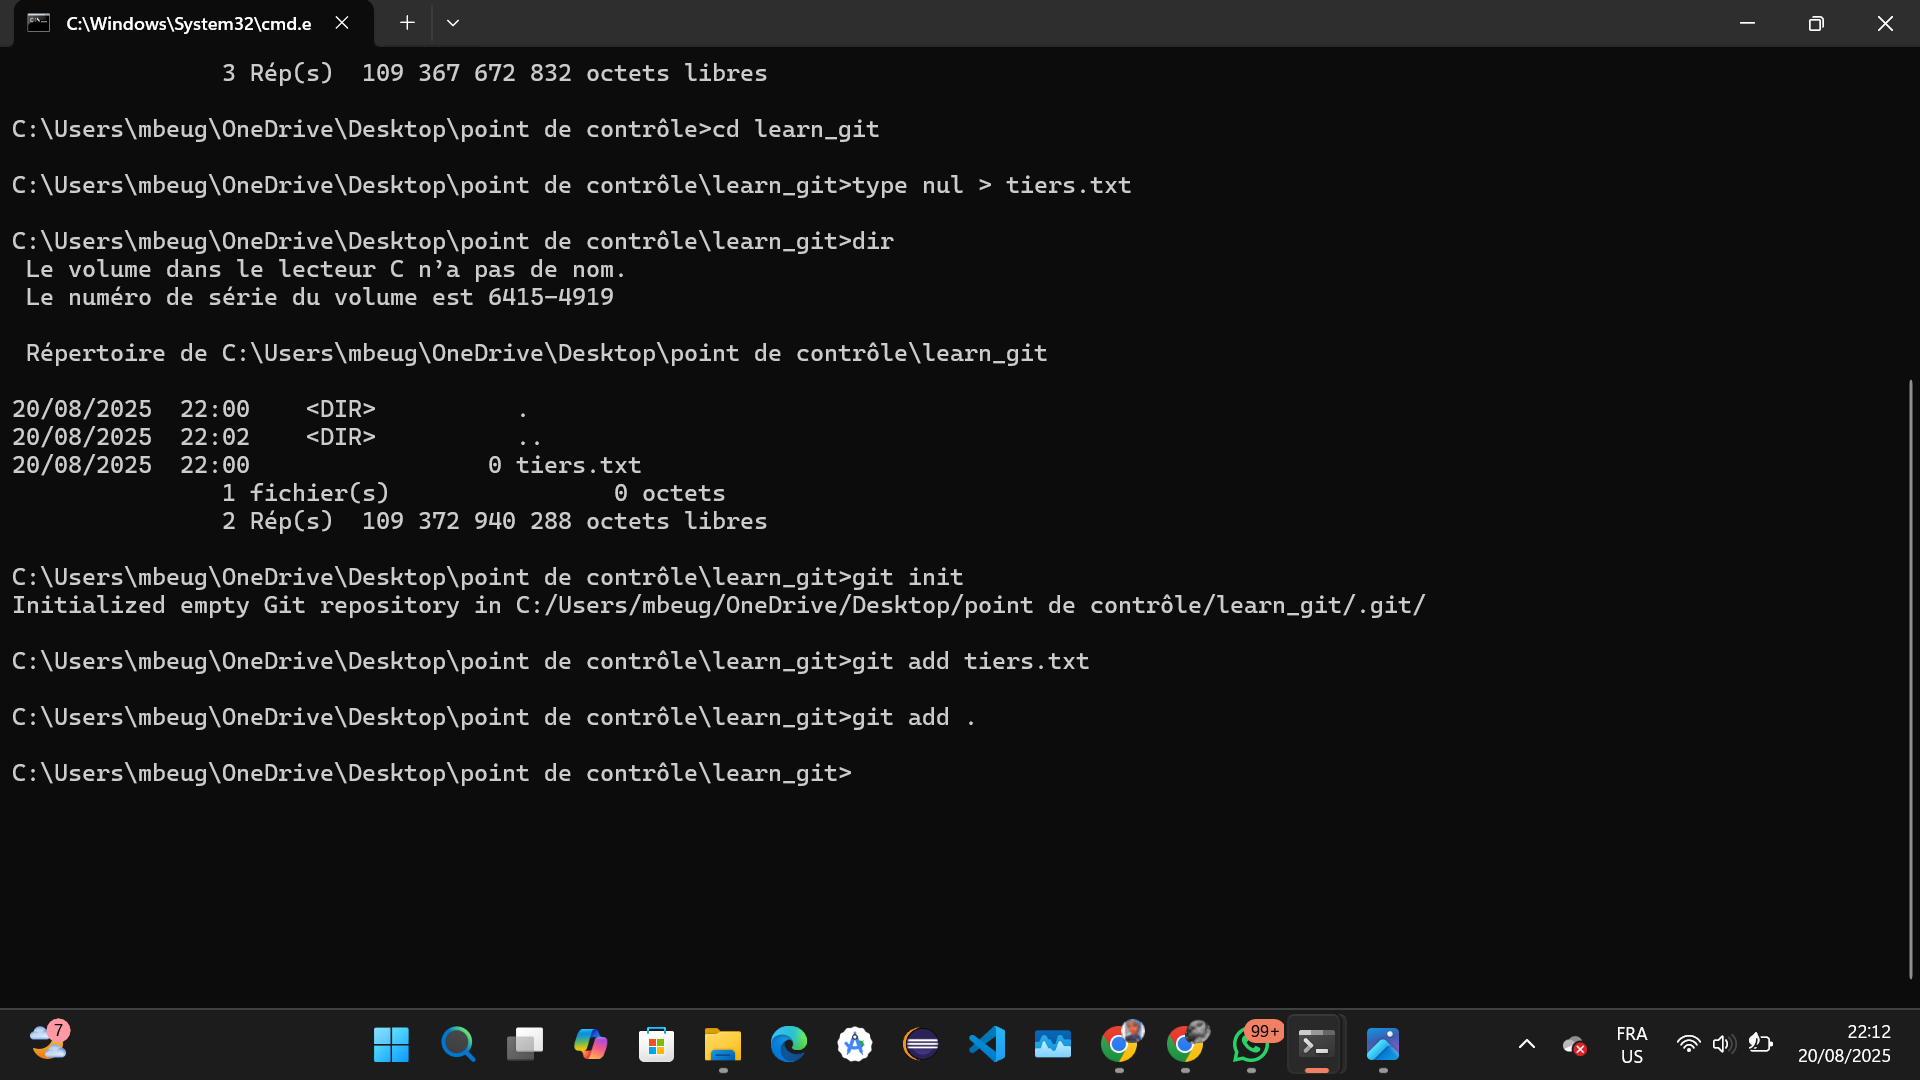 C:\Windows\System32\cmd.e
3 Rép(s)  109 367 672 832 octets libres
C:\Users\mbeug\OneDrive\Desktop\point de contrôle>cd learn_git
C:\Users\mbeug\OneDrive\Desktop\point de contrôle\learn_git>type nul > tiers.txt
C:\Users\mbeug\OneDrive\Desktop\point de contrôle\learn_git>dir
Le volume dans le lecteur C n’a pas de nom.
Le numéro de série du volume est 6415-4919
Répertoire de C:\Users\mbeug\OneDrive\Desktop\point de contrôle\learn_git
20/08/2025  22:00    <DIR>          .
20/08/2025  22:02    <DIR>          ..
20/08/2025  22:00                 0 tiers.txt
1 fichier(s)                0 octets
2 Rép(s)  109 372 940 288 octets libres
C:\Users\mbeug\OneDrive\Desktop\point de contrôle\learn_git>git init
Initialized empty Git repository in C:/Users/mbeug/OneDrive/Desktop/point de contrôle/learn_git/.git/
C:\Users\mbeug\OneDrive\Desktop\point de contrôle\learn_git>git add tiers.txt
C:\Users\mbeug\OneDrive\Desktop\point de contrôle\learn_git>git add .
C:\Users\mbeug\OneDrive\Desktop\point de contrôle\learn_git>
7
99+
FRA
US
22:12
20/08/2025